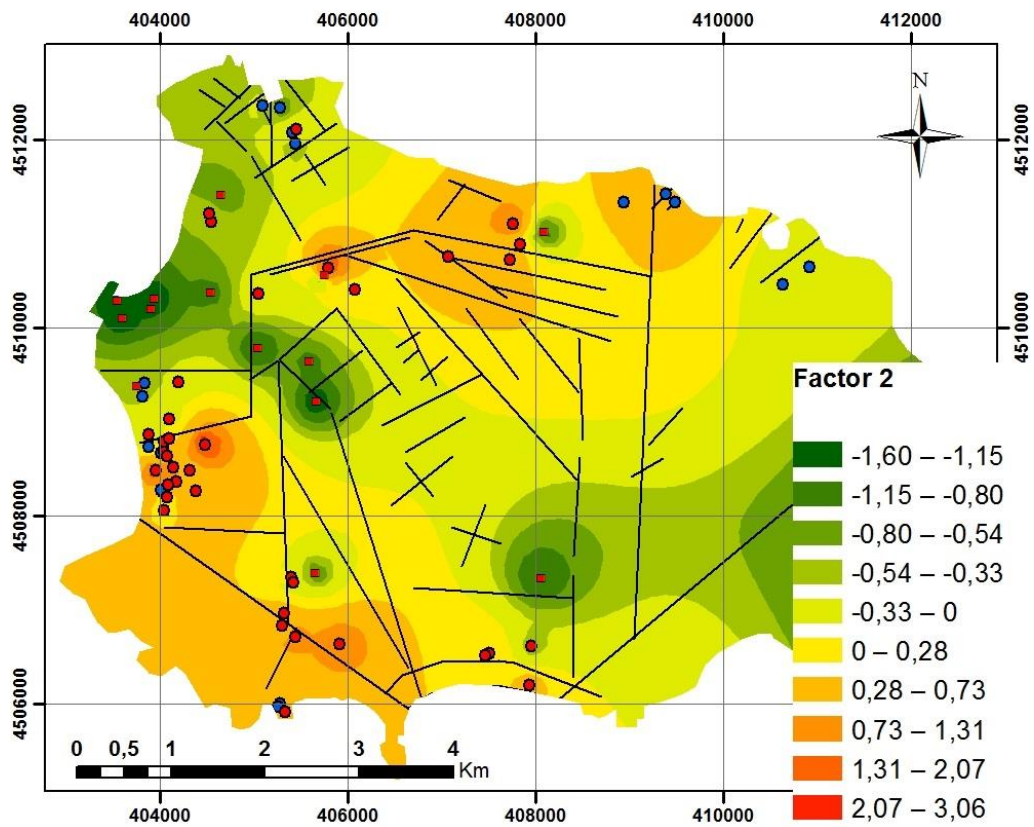 404000 406000 408000 410000 412000
N
4512000 4512000
4510000 4510000
Factor 2
-1,60 – -1,15
-1,15 – -0,80
4508000
-0,80 – -0,54
-0,54 – -0,33
-0,33 – 0
0 – 0,28
4506000
0,28 – 0,73
0,73 – 1,31
0 0,5 1 2 3 4
Km
1,31 – 2,07
2,07 – 3,06
404000 406000 408000 410000